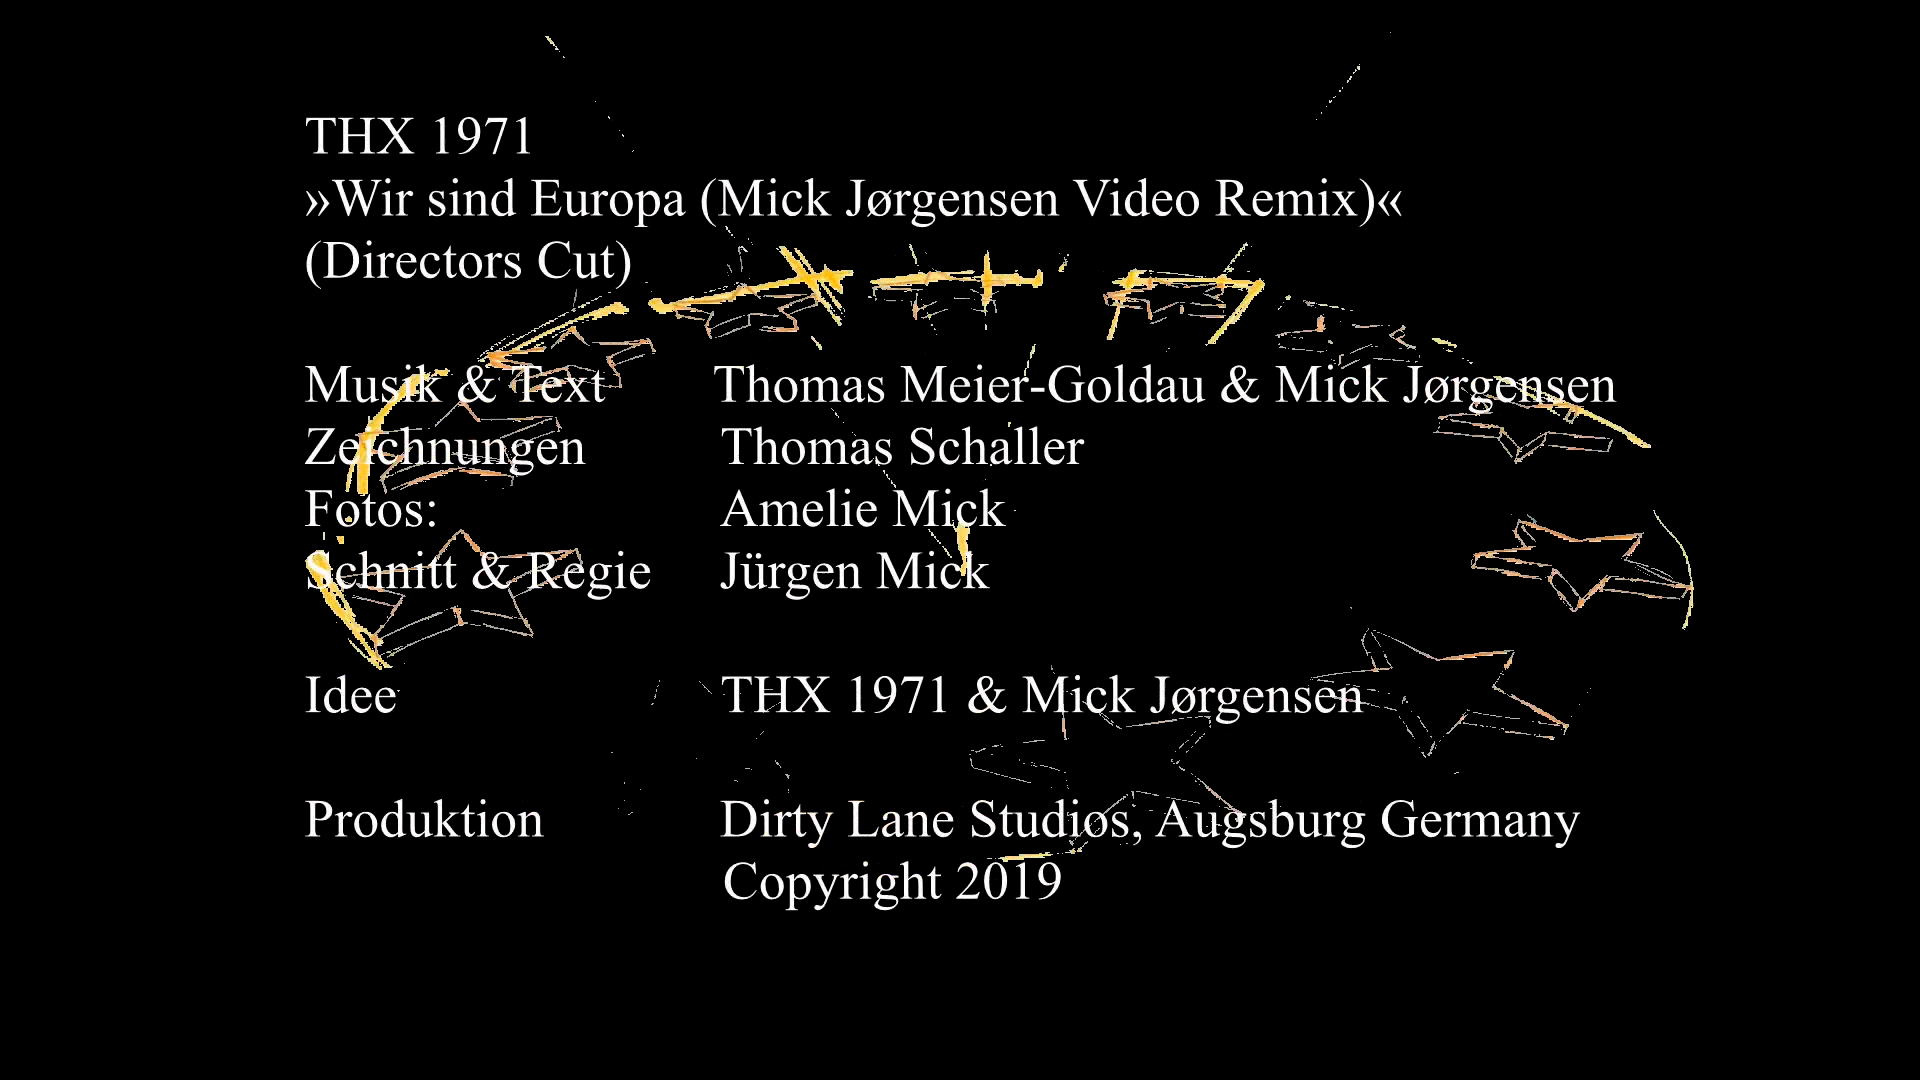 THX 1971
»Wir sind Europa (Mick Jørgensen Video Remix)«
(Directors Cut)
Musik & Text Thomas Meier-Goldau & Mick Jørgensen
Zeichnungen Thomas Schaller
Fotos: Amelie Mick
Schnitt & Regie Jürgen Mick
Idee THX 1971 & Mick Jørgensen
Produktion Dirty Lane Studios, Augsburg Germany
Copyright 2019